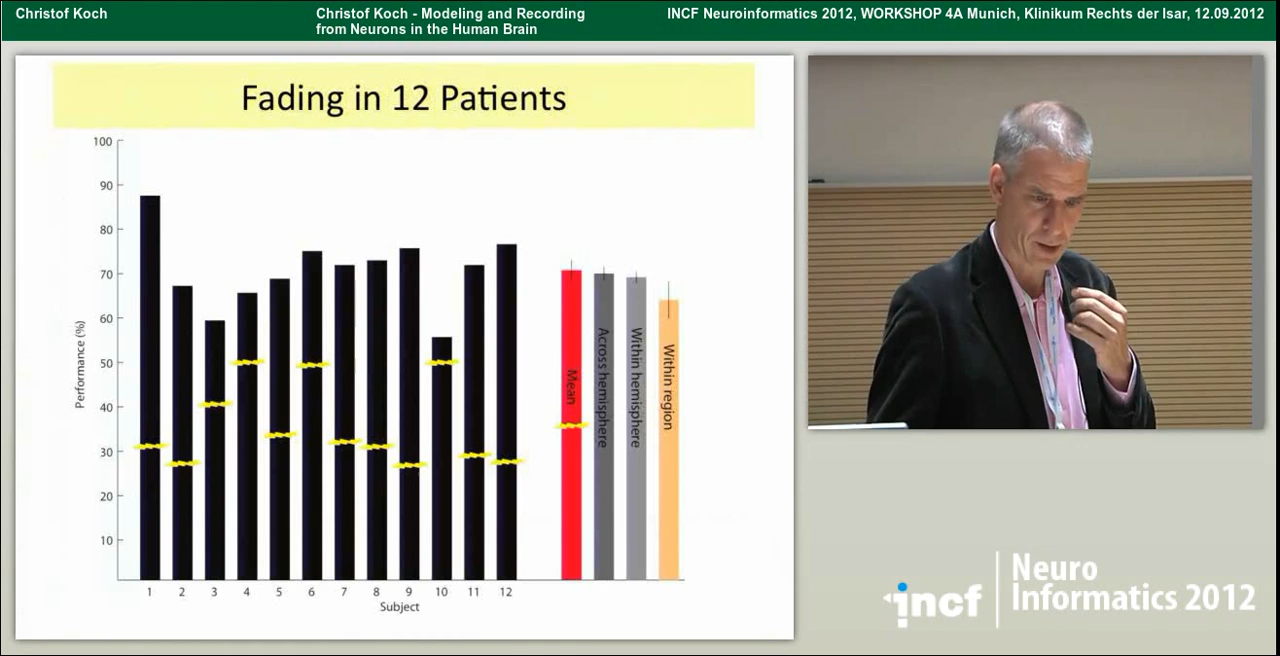 Christof Koch
Christof Koch - Modeling and Recording
from Neurons in the Human Brain
INCF Neuroinformatics 2012, WORKSHOP 4A Munich, Klinikum Rechts der Isar, 12.09.2012
Fading in 12 Patients
100
90
80
70
60
50
40
30
20
10
Performance (%)
Mean
Across hemisphere
Within hemisphere
Within region
1 2 3 4 5 6 7 8 9 10 11 12
Subject
incf
Neuro
Informatics 2012